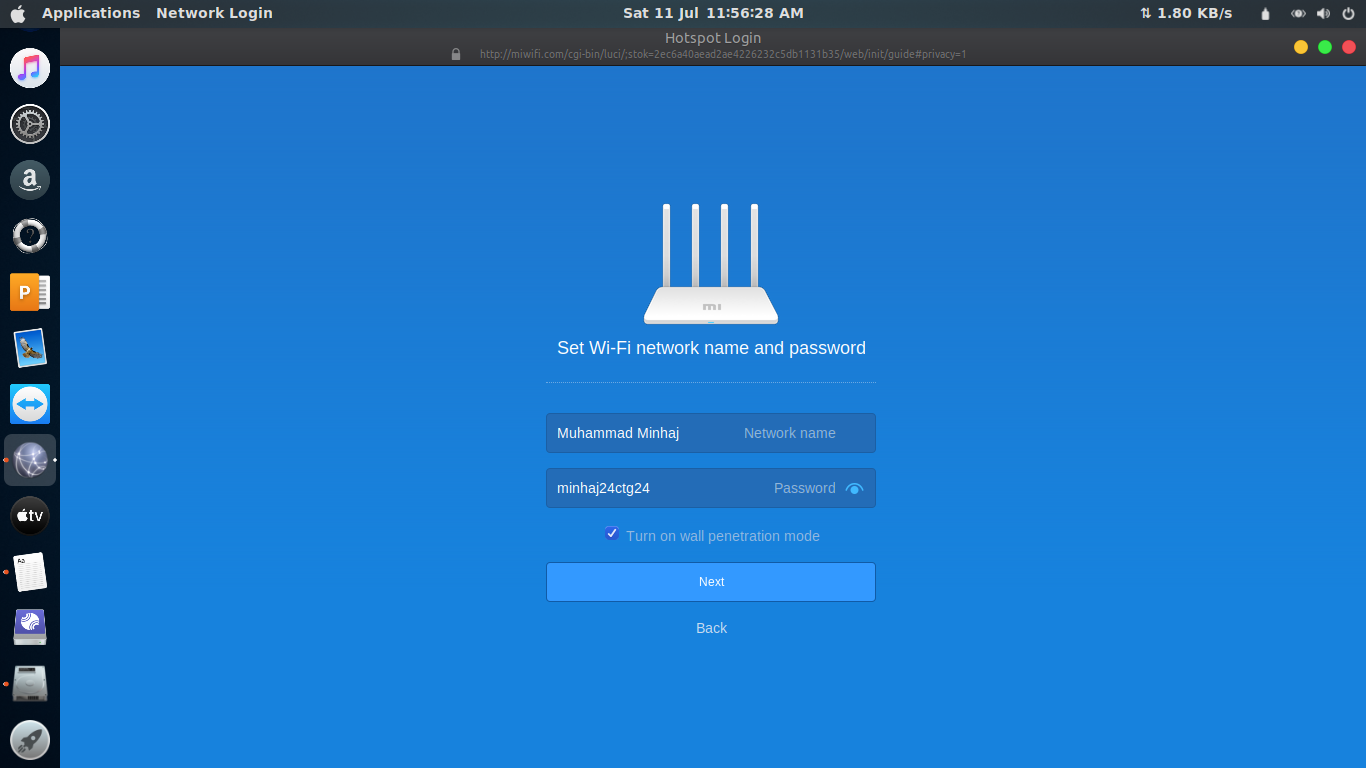 Applications Network Login Sat 11 Jul 11:56:28 AM 1.80 KB/s
Hotspot Login
http://miwifi.com/cgi-bin/luci/;stok=2ec6a40aead2ae4226232c5db1131b35/web/init/guide#privacy=1
a
?
P
tv
Aa
mi
Set Wi-Fi network name and password
Muhammad Minhaj Network name
minhaj24ctg24 Password
Turn on wall penetration mode
Next
Back